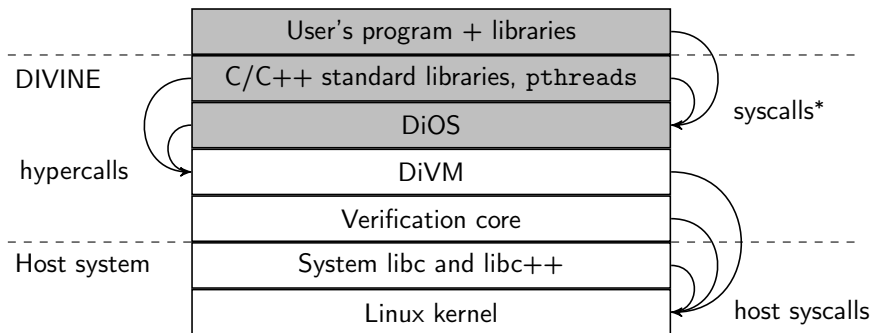 User's program + libraries
DIVINE
C/C++ standard libraries, pthreads
DiOS
syscalls*
hypercalls
DiVM
Verification core
Host system
System libc and libc++
Linux kernel
host syscalls